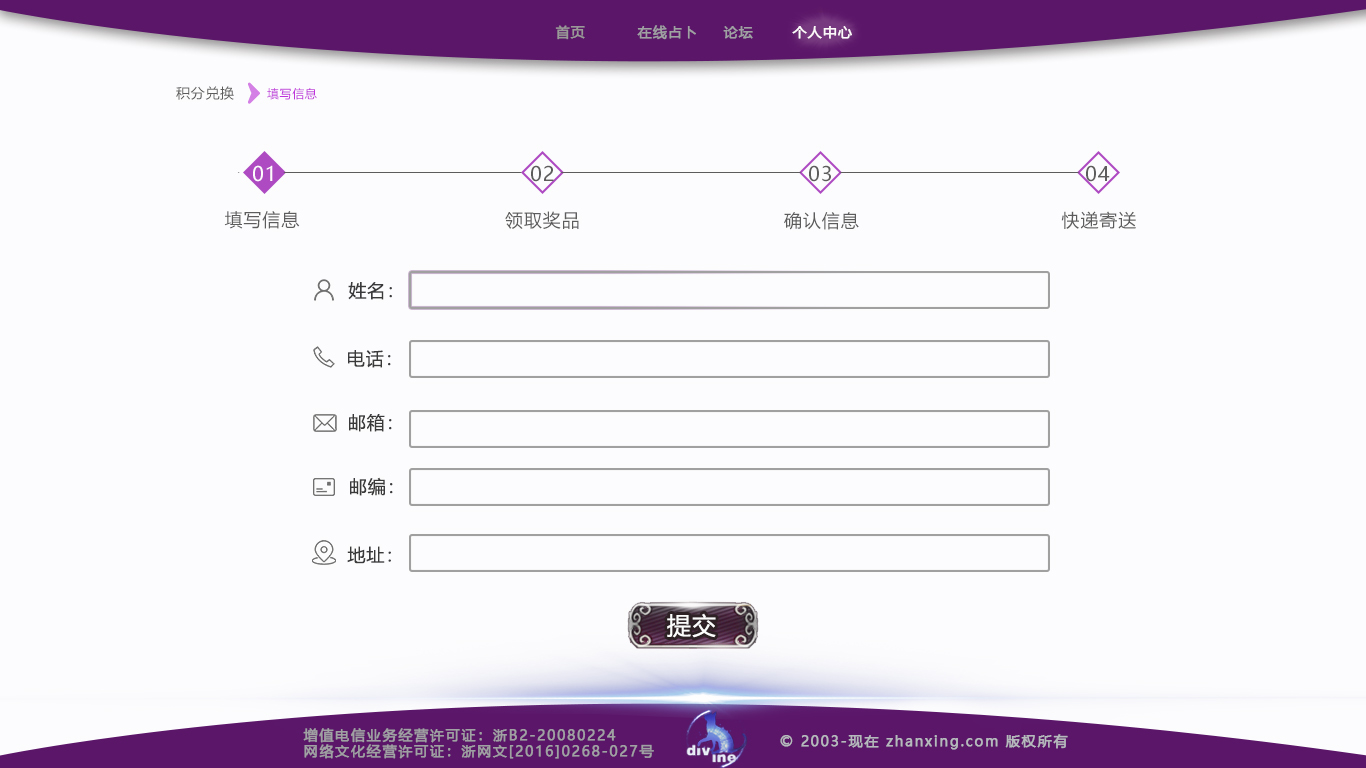 首页 在线占卜 论坛 个人中心
积分兑换 填写信息
01 02 03 04
填写信息 领取奖品 确认信息 快递寄送
姓名：
电话：
邮箱：
邮编：
地址：
提交
增值电信业务经营许可证：浙B2-20080224
网络文化经营许可证：浙网文[2016]0268-027号
divine
© 2003-现在 zhanxing.com 版权所有